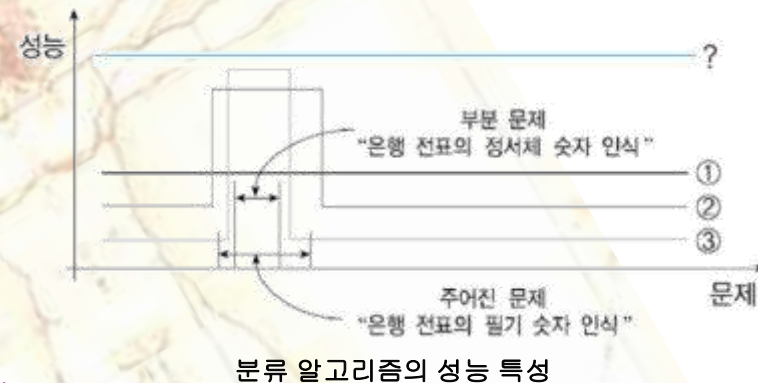 성능
?
부분 문제
“은행 전표의 정서체 숫자 인식”
①
②
③
문제
주어진 문제
“은행 전표의 필기 숫자 인식”
분류 알고리즘의 성능 특성